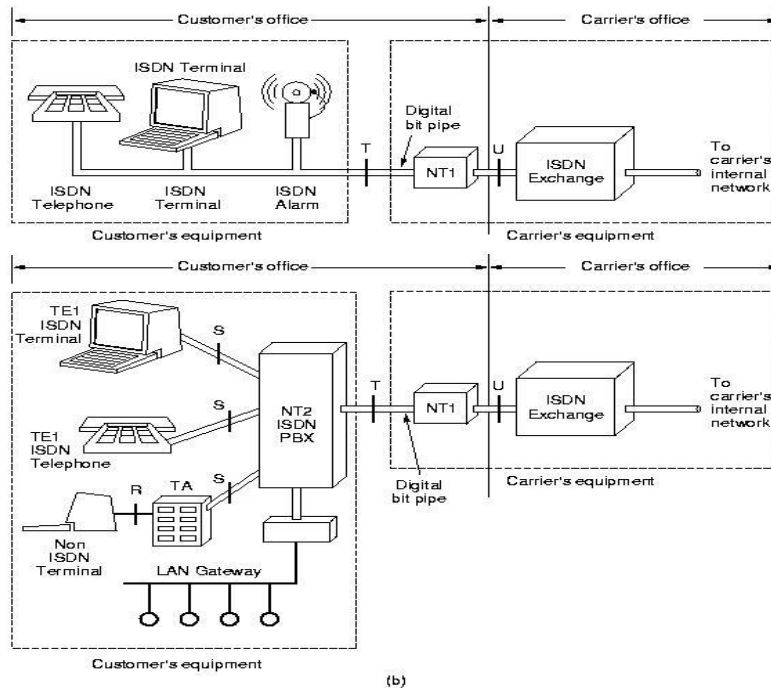 Customer's office
Carrier's office
ISDN Terminal
Digital
bit pipe
T
U
NT1
ISDN
Exchange
To
carrier's
internal
network
ISDN
Telephone
ISDN
Terminal
ISDN
Alarm
Customer's equipment
Carrier's equipment
Customer's office
Carrier's office
TE1
ISDN
Terminal
S
TE1
ISDN
Telephone
S
NT2
ISDN
PBX
T
NT1
U
ISDN
Exchange
To
carrier's
internal
network
R
TA
S
Digital
bit pipe
Carrier's equipment
Non
ISDN
Terminal
LAN Gateway
Customer's equipment
(b)